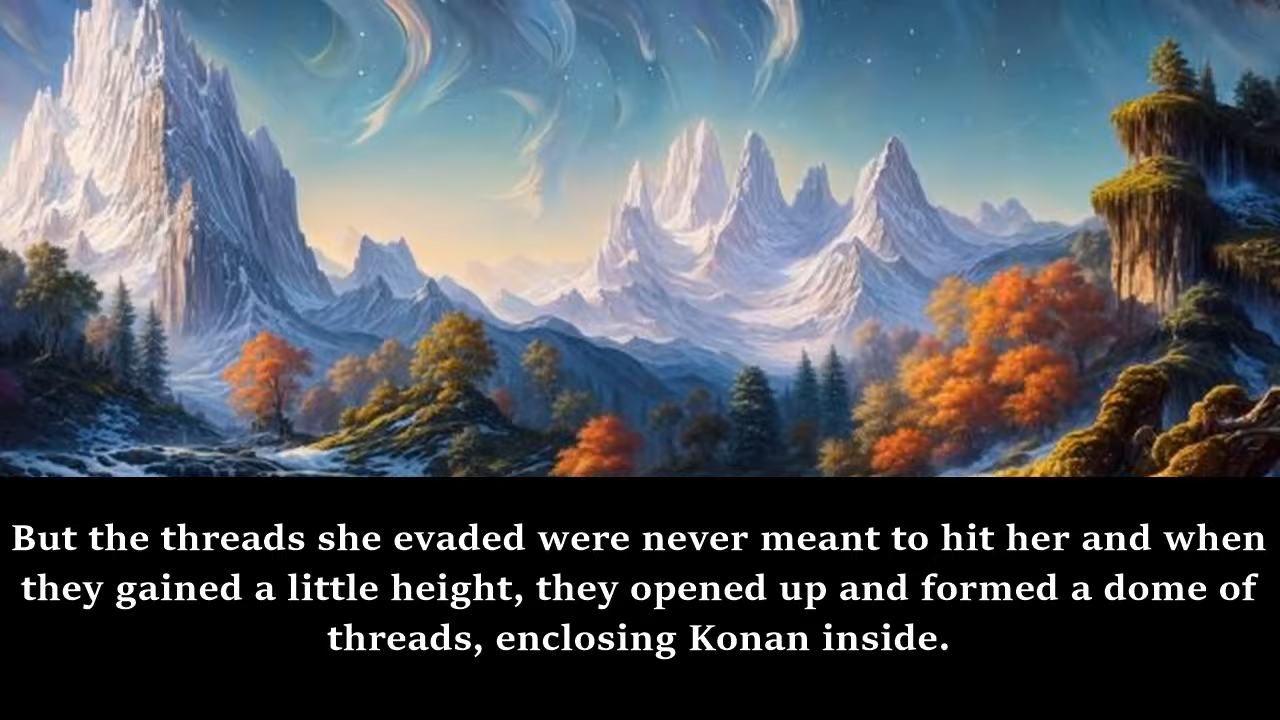 But the threads she evaded were never meant to hit her and when
they gained a little height, they opened up and formed a dome of
threads, enclosing Konan inside.